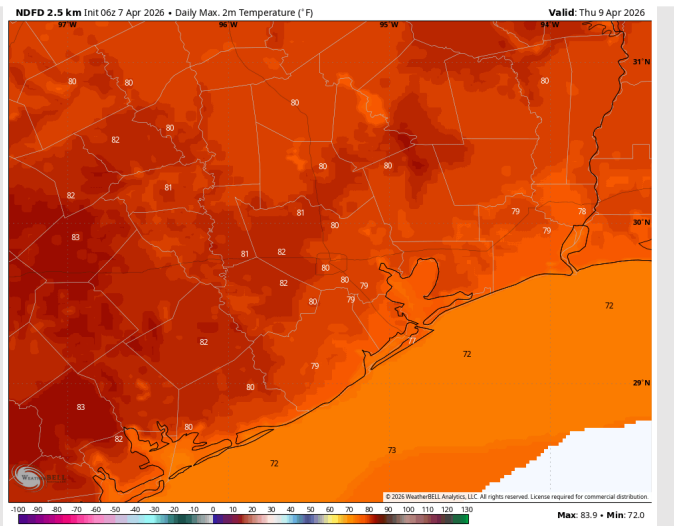 NDFD 2.5 km Init 06z 7 Apr 2026 • Daily Max. 2m Temperature (°F)
Valid: Thu 9 Apr 2026
97°W 96°W 95°W 94°W
31°N
80 80 80
80
80
82
80 80
81
82
79 78
81
30°N
80
79
83
81 82
80
82 80 79
80 79
82
77
72
72
79
29°N
80
83
80
82
73
72
WeatherBELL
© 2026 WeatherBELL Analytics, LLC. All rights reserved. License required for commercial distribution.
-100 -90 -80 -70 -60 -50 -40 -30 -20 -10 0 10 20 30 40 50 60 70 80 90 100 110 120 130
Max: 83.9 • Min: 72.0